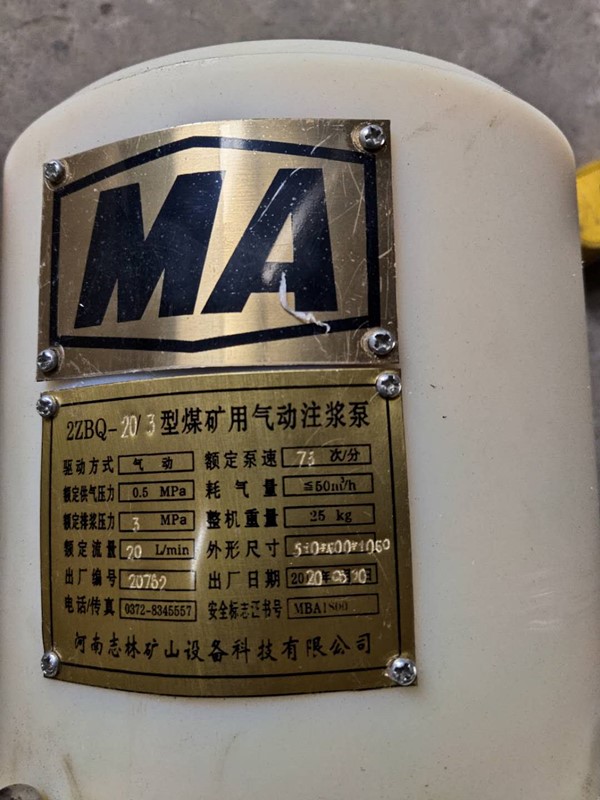 MA
2ZBQ-20/3型煤矿用气动注浆泵
驱动方式 气动 额定泵速 73 次/分
额定供气压力 0.5 MPa 耗气量 ≦50m³/h
额定排浆压力 3 MPa 整机重量 25 kg
额定流量 20 L/min 外形尺寸
出厂编号 出厂日期
电话/传真 0372-8345557 安全标志证书号
河南志林矿山设备科技有限公司